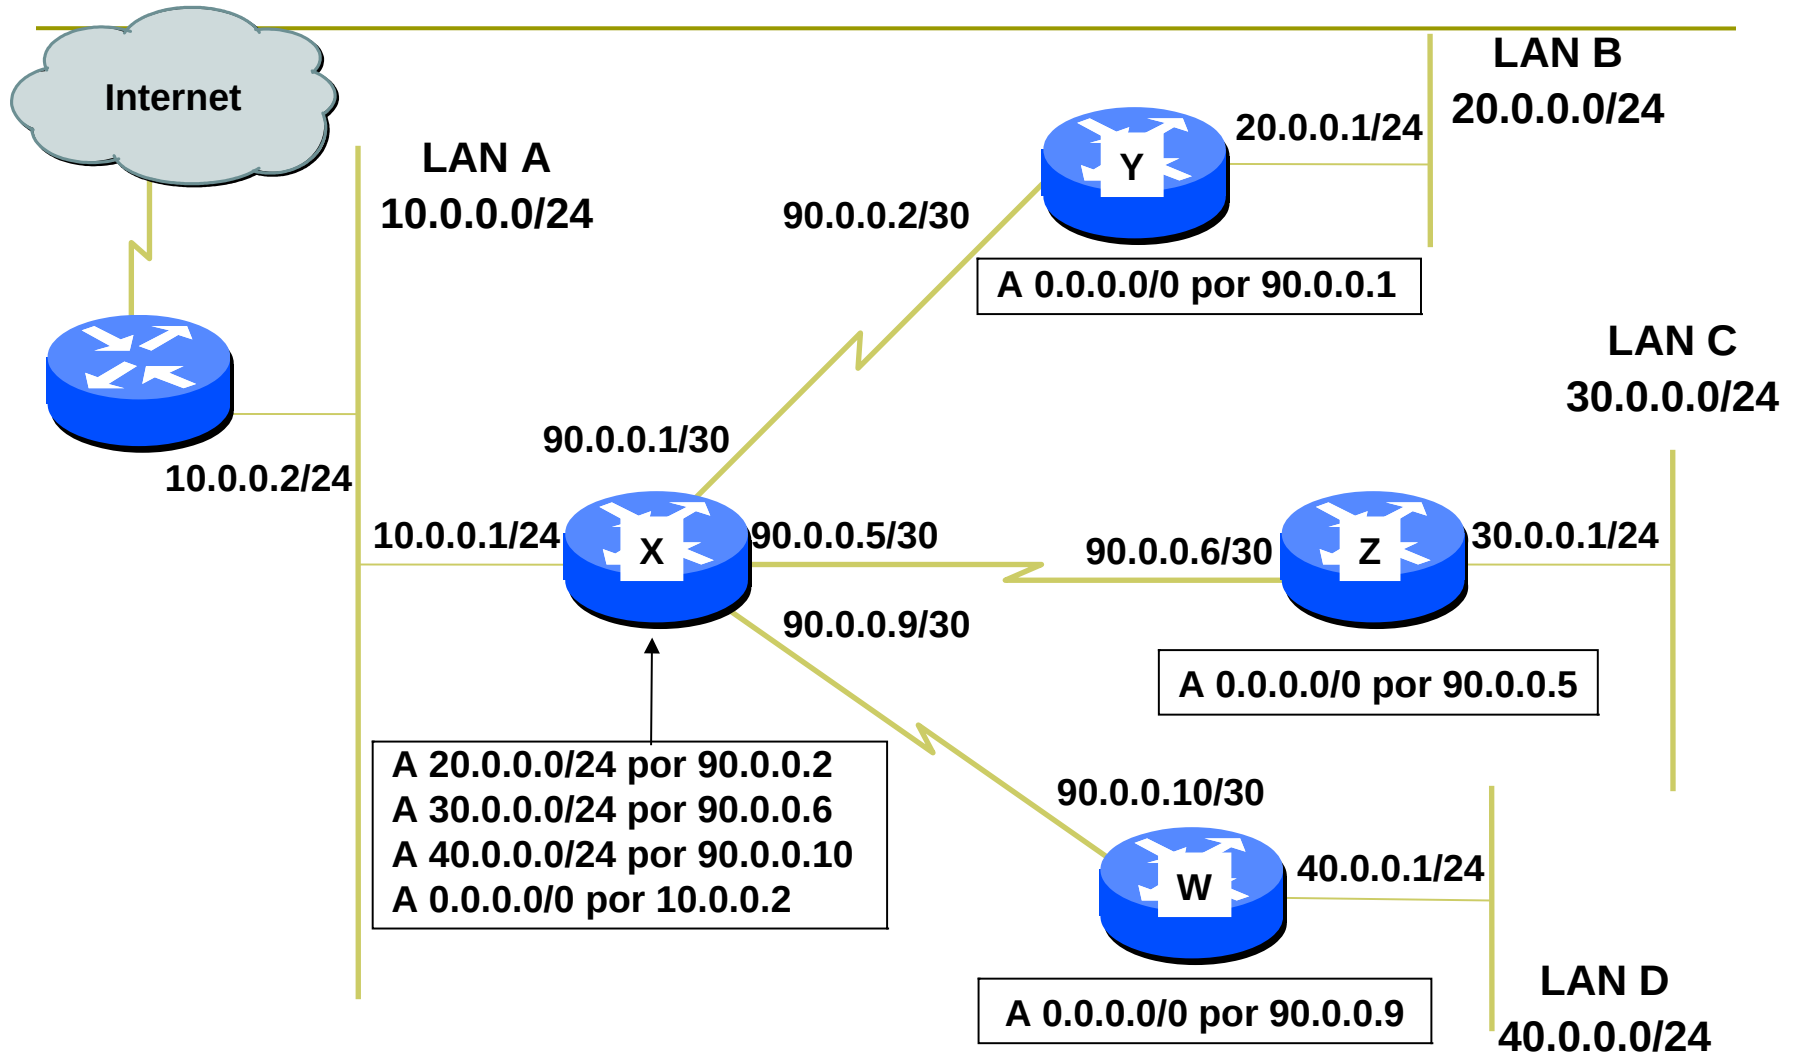 Internet
LAN A
10.0.0.0/24
LAN B
20.0.0.0/24
20.0.0.1/24
Y
90.0.0.2/30
A 0.0.0.0/0 por 90.0.0.1
LAN C
30.0.0.0/24
90.0.0.1/30
10.0.0.2/24
10.0.0.1/24
X
90.0.0.5/30
90.0.0.6/30
Z
30.0.0.1/24
90.0.0.9/30
A 0.0.0.0/0 por 90.0.0.5
A 20.0.0.0/24 por 90.0.0.2
A 30.0.0.0/24 por 90.0.0.6
A 40.0.0.0/24 por 90.0.0.10
A 0.0.0.0/0 por 10.0.0.2
90.0.0.10/30
W
40.0.0.1/24
A 0.0.0.0/0 por 90.0.0.9
LAN D
40.0.0.0/24